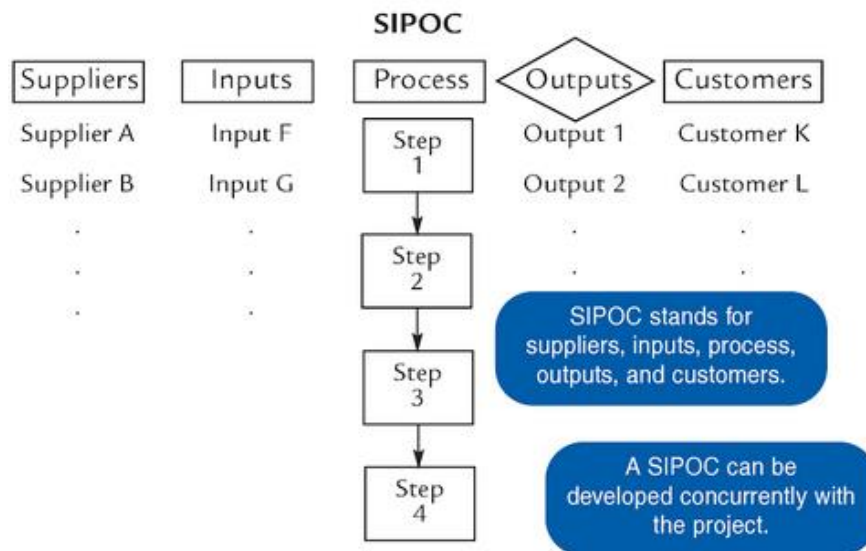 SIPOC
Suppliers Inputs Process Outputs Customers
Supplier A Input F Step 1 Output 1 Customer K
Supplier B Input G Output 2 Customer L
. . . .
. . Step 2 . .
. .
SIPOC stands for
suppliers, inputs, process,
outputs, and customers.
Step
3
A SIPOC can be
developed concurrently with
the project.
Step
4